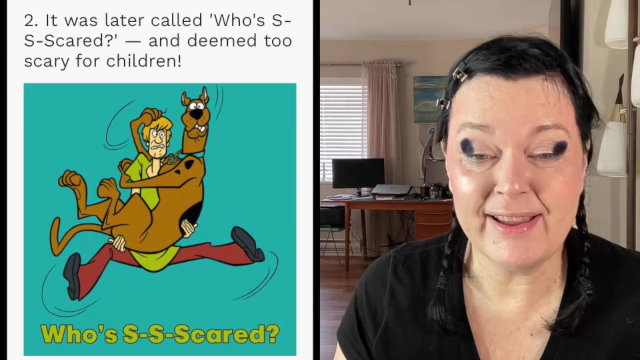 2. It was later called 'Who's S-
S-Scared?' — and deemed too
scary for children!
Who's S-S-Scared?